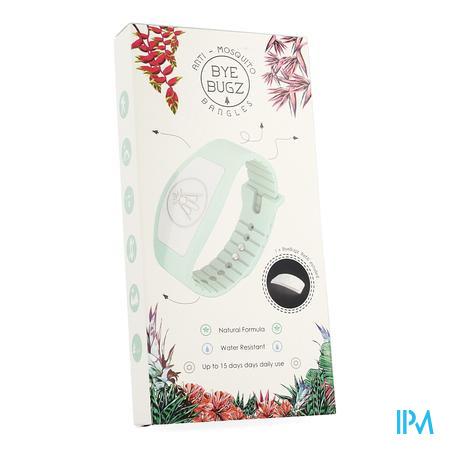 ANTI - MOSQUITO
BYE
BUGZ
BANGLES
Natural Formula
Water Resistant
Up to 15 days days daily use
IPM